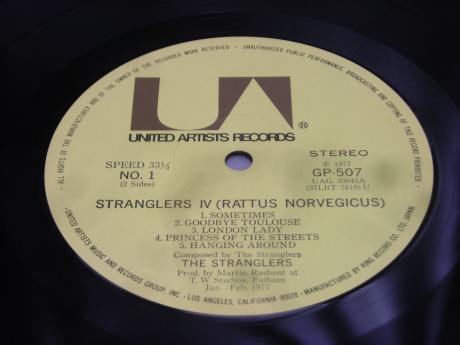 ALL RIGHTS OF THE MANUFACTURER AND OF THE OWNER OF THE RECORDED WORK RESERVED • UNAUTHORIZED PUBLIC PERFORMANCE, BROADCASTING AND COPYING OF THIS RECORD PROHIBITED
UA®
UNITED ARTISTS RECORDS
SPEED 33⅓
NO. 1
(2 Sides)
STEREO
℗ 1977
GP-507
UAG. 30045A
(SILBT 7619) U
STRANGLERS IV (RATTUS NORVEGICUS)
1. SOMETIMES
2. GOODBYE TOULOUSE
3. LONDON LADY
4. PRINCESS OF THE STREETS
5. HANGING AROUND
Composed by The Stranglers
THE STRANGLERS
Prod. by Martin Rushent at
T. W. Studios, Fulham
Jan. /Feb. 1977
UNITED ARTISTS MUSIC AND RECORDS GROUP, INC. • LOS ANGELES, CALIFORNIA 90028 • MANUFACTURED BY KING RECORD CO. LTD. JAPAN